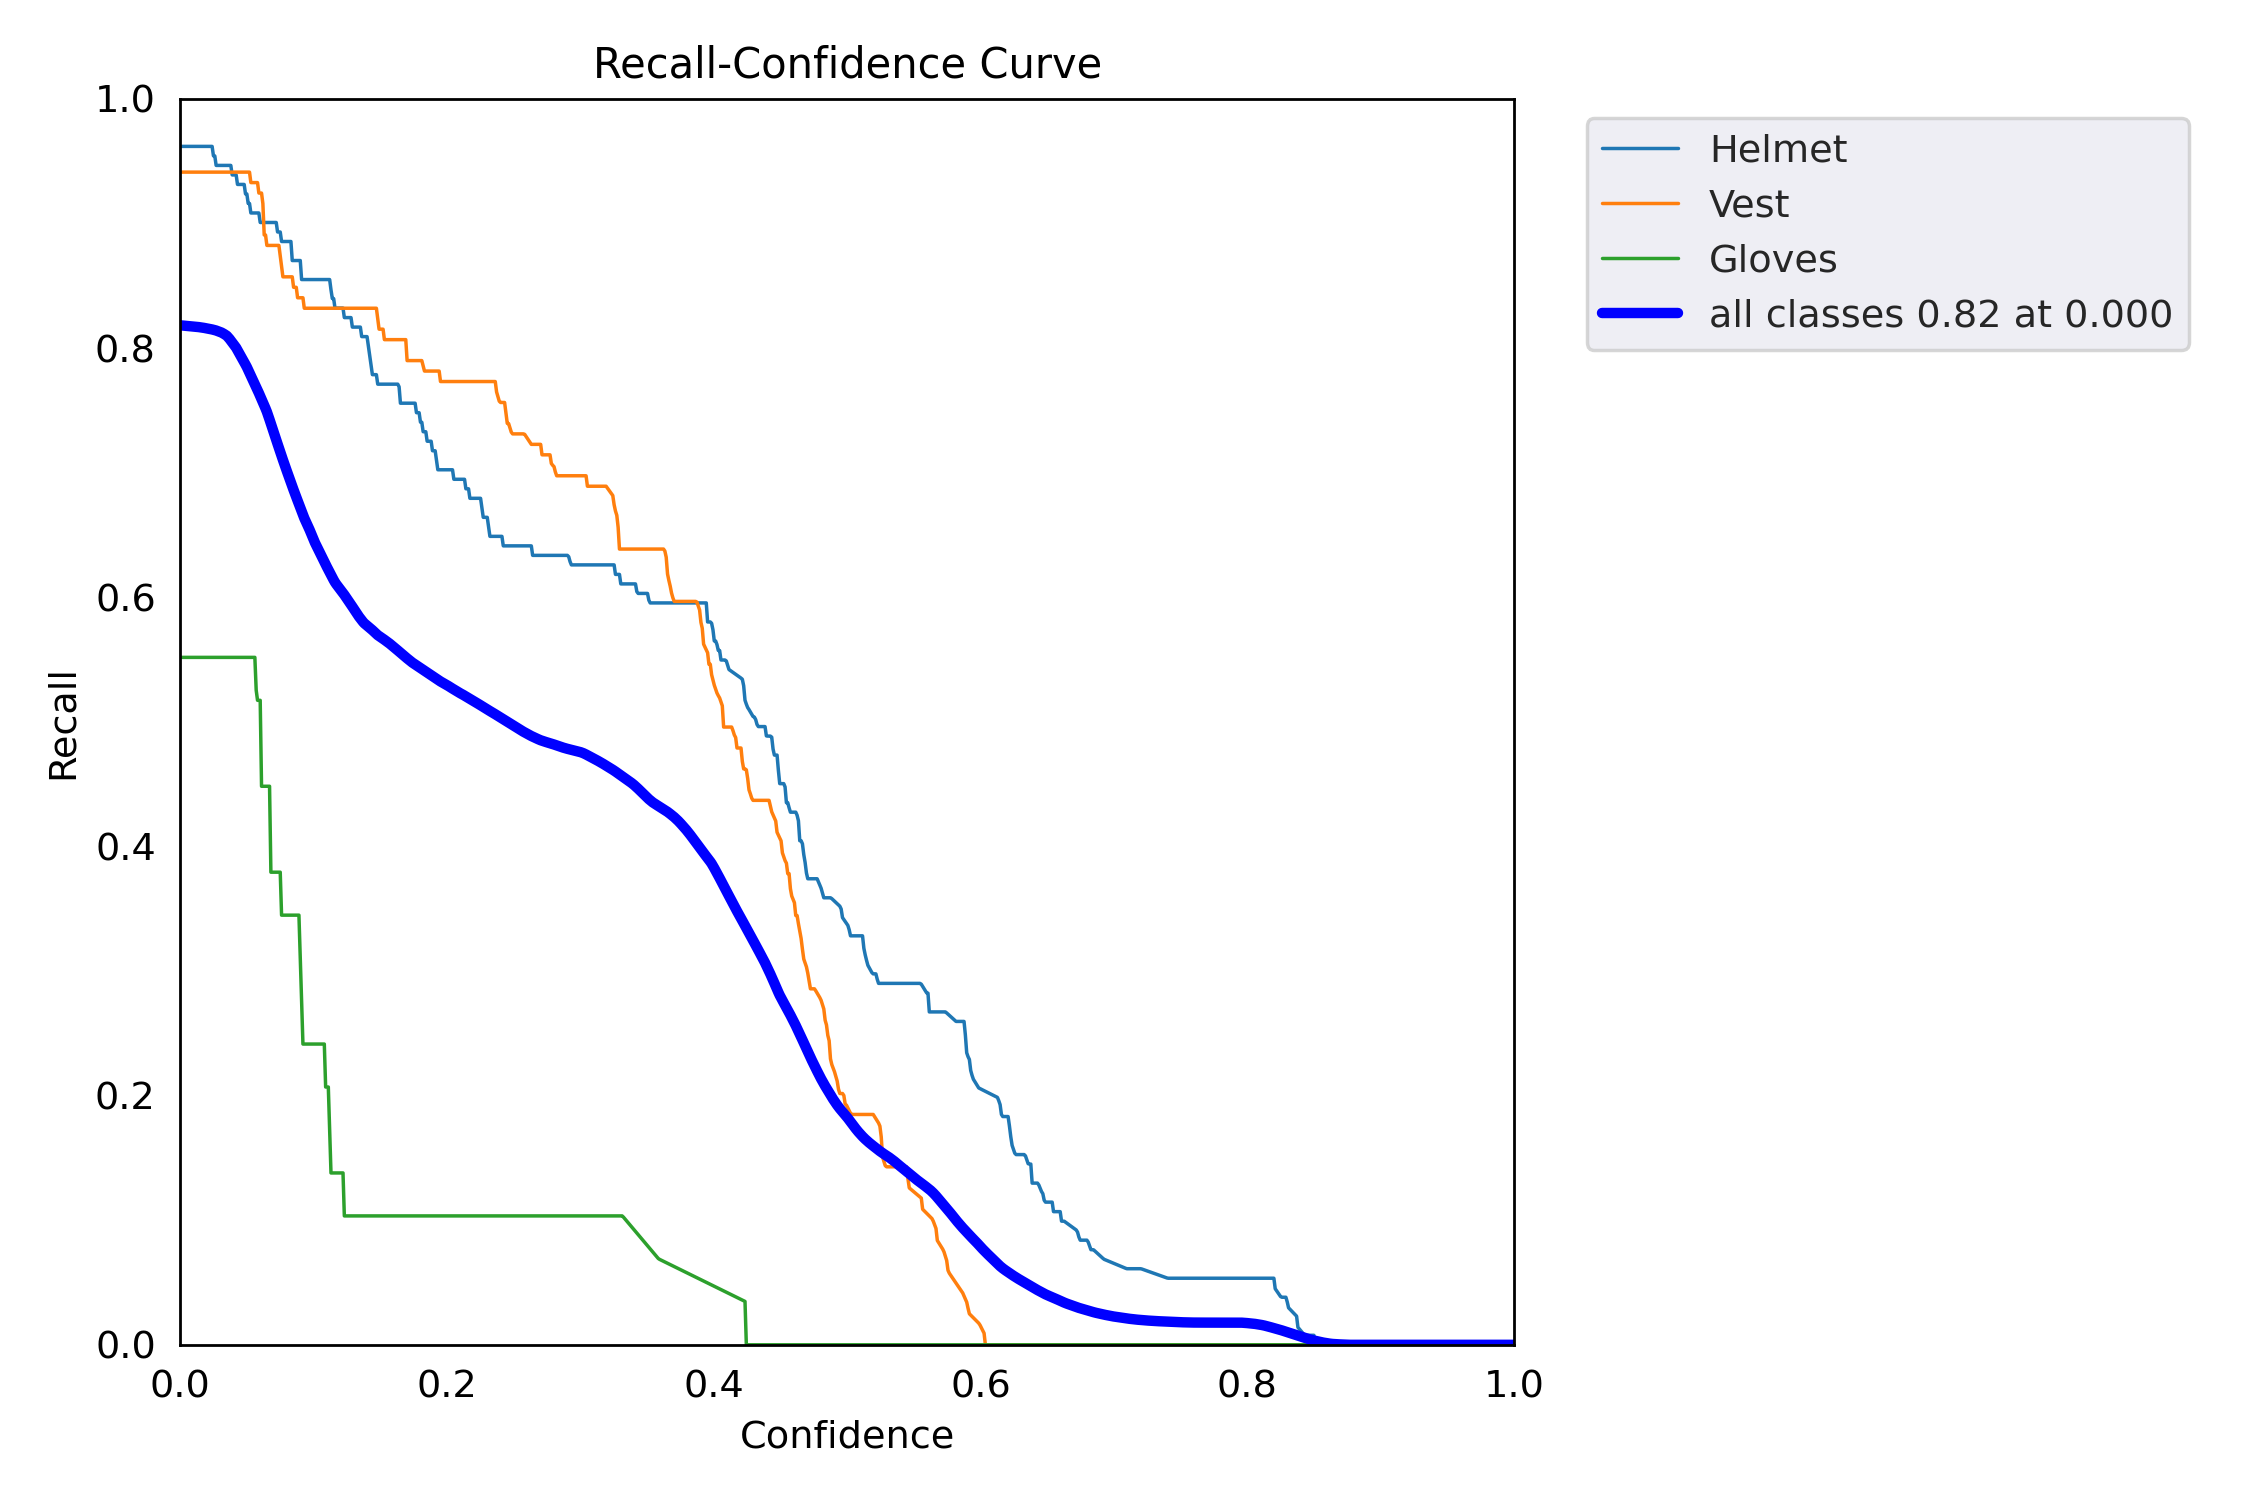 Recall-Confidence Curve
1.0
0.8
0.6
0.4
0.2
0.0
Recall
0.0 0.2 0.4 0.6 0.8 1.0
Confidence
Helmet
Vest
Gloves
all classes 0.82 at 0.000